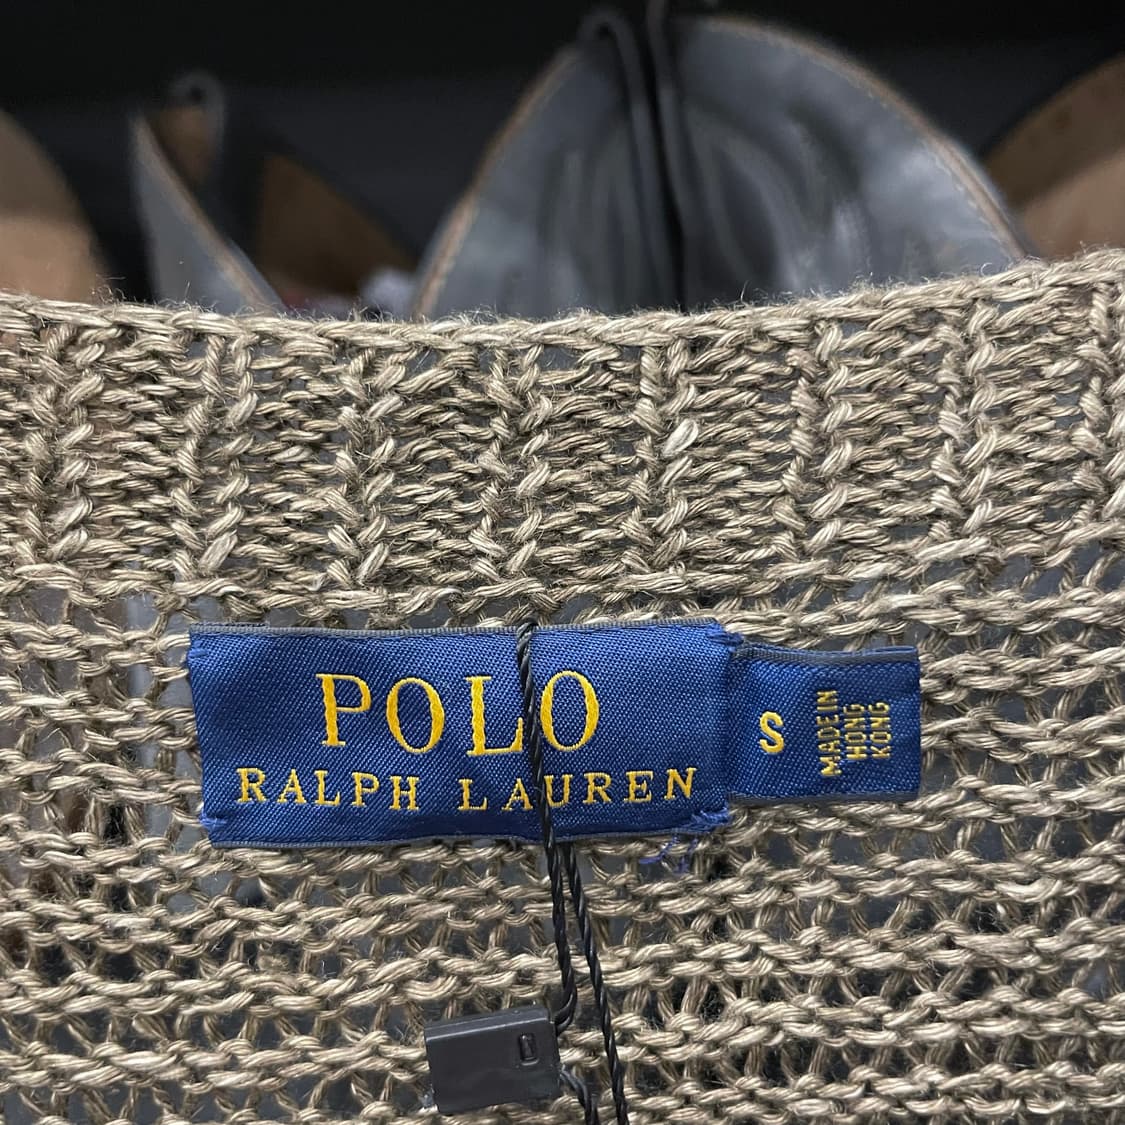 POLO
RALPH LAUREN
S
MADE IN
HONG
KONG